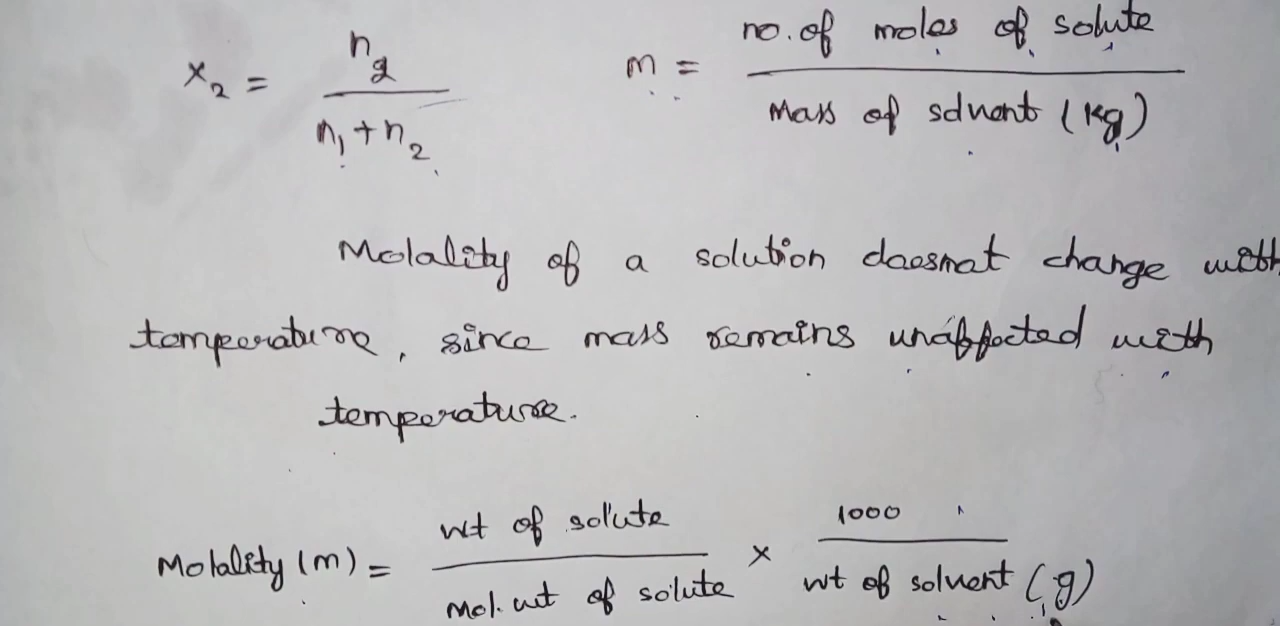 x₂ = n₂ / n₁ + n₂
m = no. of moles of solute / Mass of solvent (kg)
Molality of a solution doesnot change with
temperature, since mass remains unaffected with
temperature.
Molality (m) = wt of solute / Mol. wt of solute × 1000 / wt of solvent (g)